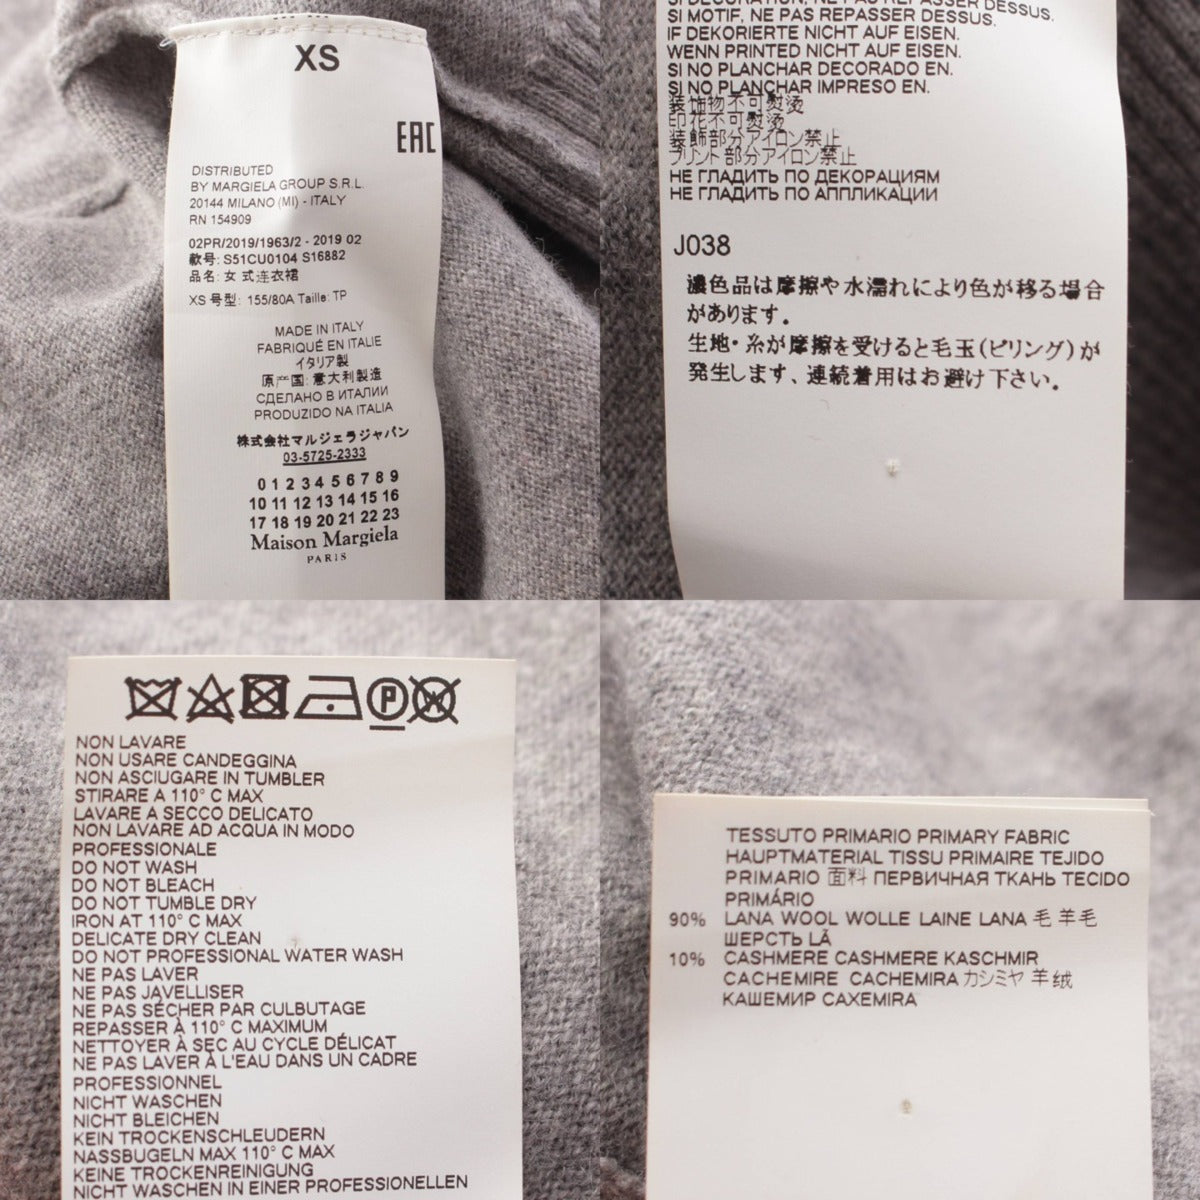 XS
EAC
DISTRIBUTED
BY MARGIELA GROUP S.R.L.
20144 MILANO (MI) - ITALY
RN 154909
02PR/2019/1963/2 - 2019 02
款号: S51CU0104 S16882
品名: 女式连衣裙
XS 号型: 155/80A Taille: TP
MADE IN ITALY
FABRIQUÉ EN ITALIE
イタリア製
原产国: 意大利製造
СДЕЛАНО В ИТАЛИИ
PRODUZIDO NA ITALIA
株式会社マルジェラジャパン
03-5725-2333
0 1 2 3 4 5 6 7 8 9
10 11 12 13 14 15 16
17 18 19 20 21 22 23
Maison Margiela
PARIS
SI DECORATION, NE PAS REPASSER DESSUS.
SI MOTIF, NE PAS REPASSER DESSUS.
IF DEKORIERTE NICHT AUF EISEN.
WENN PRINTED NICHT AUF EISEN.
SI NO PLANCHAR DECORADO EN.
SI NO PLANCHAR IMPRESO EN.
装饰物不可熨烫
印花不可熨烫
装飾部分アイロン禁止
プリント部分アイロン禁止
НЕ ГЛАДИТЬ ПО ДЕКОРАЦИЯМ
НЕ ГЛАДИТЬ ПО АППЛИКАЦИИ
J038
濃色品は摩擦や水濡れにより色が移る場合
があります。
生地・糸が摩擦を受けると毛玉(ピリング)が
発生します、連続着用はお避け下さい。
P
W
NON LAVARE
NON USARE CANDEGGINA
NON ASCIUGARE IN TUMBLER
STIRARE A 110° C MAX
LAVARE A SECCO DELICATO
NON LAVARE AD ACQUA IN MODO
PROFESSIONALE
DO NOT WASH
DO NOT BLEACH
DO NOT TUMBLE DRY
IRON AT 110° C MAX
DELICATE DRY CLEAN
DO NOT PROFESSIONAL WATER WASH
NE PAS LAVER
NE PAS JAVELLISER
NE PAS SÉCHER PAR CULBUTAGE
REPASSER À 110° C MAXIMUM
NETTOYER À SEC AU CYCLE DÉLICAT
NE PAS LAVER À L'EAU DANS UN CADRE
PROFESSIONNEL
NICHT WASCHEN
NICHT BLEICHEN
KEIN TROCKENSCHLEUDERN
NASSBUGELN MAX 110° C MAX
KEINE TROCKENREINIGUNG
NICHT WASCHEN IN EINER PROFESSIONELLEN
TESSUTO PRIMARIO PRIMARY FABRIC
HAUPTMATERIAL TISSU PRIMAIRE TEJIDO
PRIMARIO 面料 ПЕРВИЧНАЯ ТКАНЬ TECIDO
PRIMÁRIO
90% LANA WOOL WOLLE LAINE LANA 毛 羊毛
ШЕРСТЬ LÃ
10% CASHMERE CASHMERE KASCHMIR
CACHEMIRE CACHEMIRA カシミヤ 羊绒
КАШЕМИР CAXEMIRA